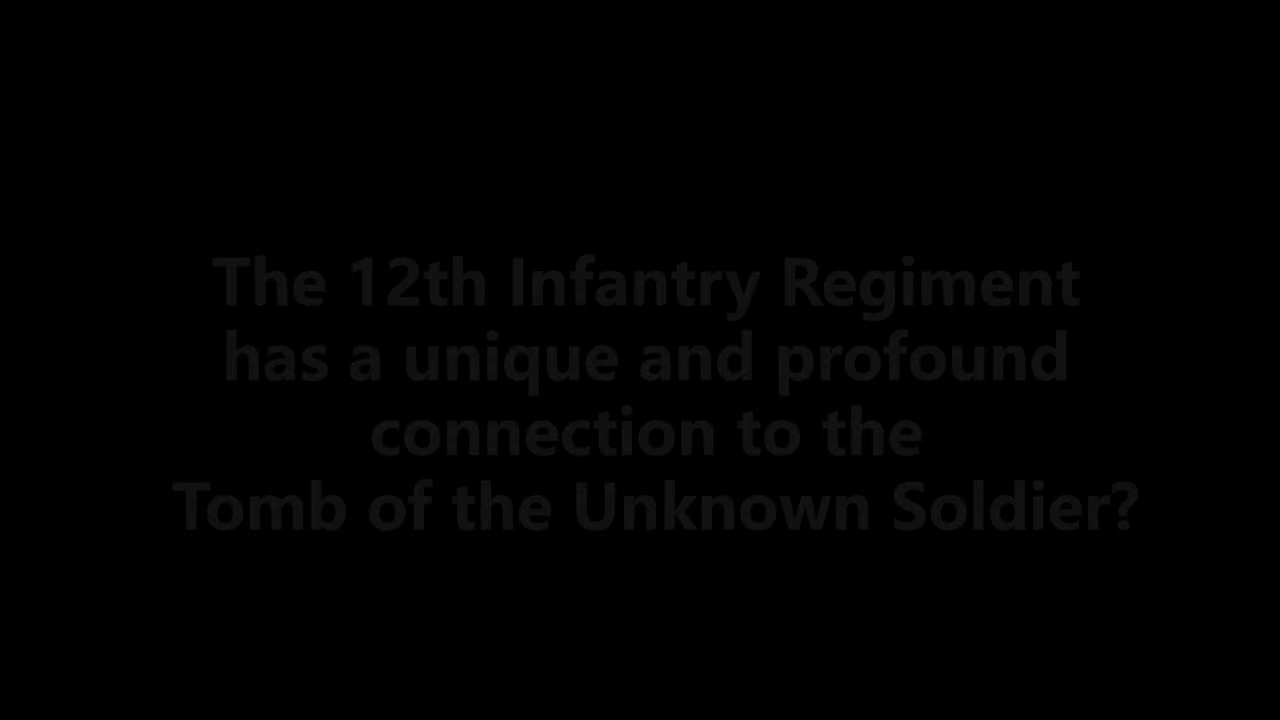 The 12th Infantry Regiment
has a unique and profound
connection to the
Tomb of the Unknown Soldier?